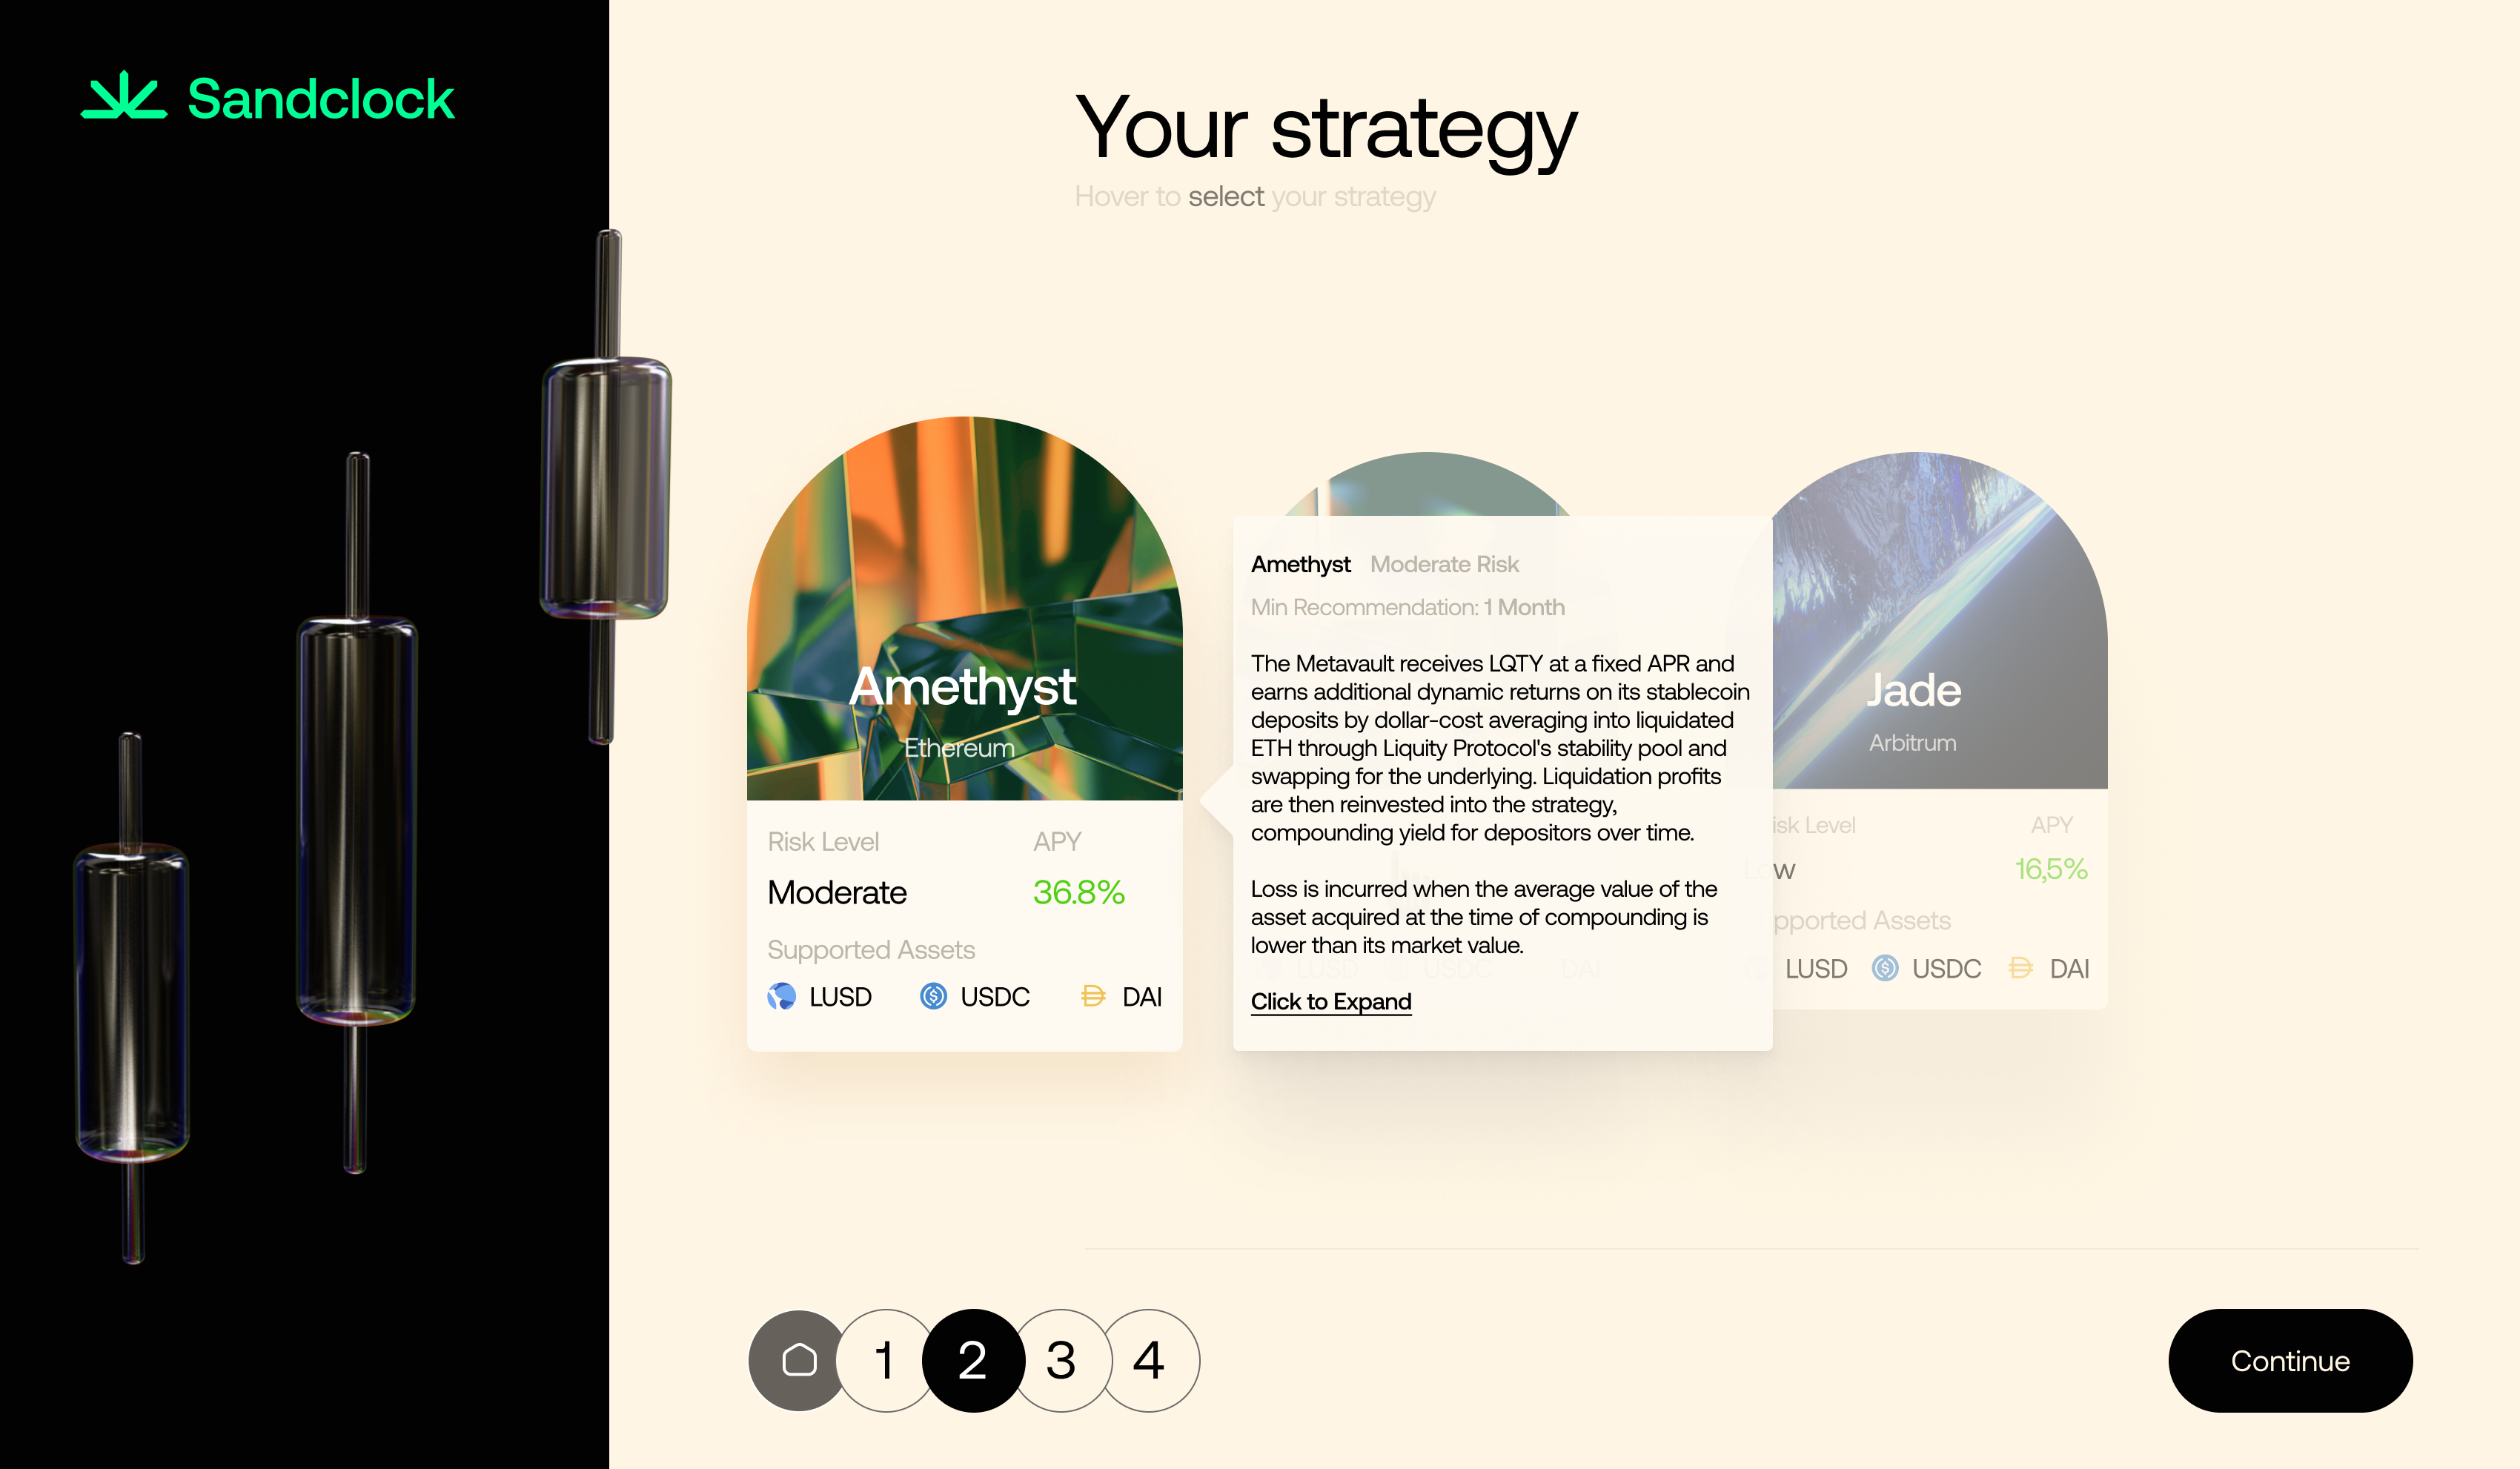 Sandclock
Your strategy
Hover to select your strategy
Amethyst
Ethereum
Risk Level APY
Moderate 36.8%
Supported Assets
LUSD USDC DAI
Amethyst Moderate Risk
Min Recommendation: 1 Month
The Metavault receives LQTY at a fixed APR and
earns additional dynamic returns on its stablecoin
deposits by dollar-cost averaging into liquidated
ETH through Liquity Protocol's stability pool and
swapping for the underlying. Liquidation profits
are then reinvested into the strategy,
compounding yield for depositors over time.
Loss is incurred when the average value of the
asset acquired at the time of compounding is
lower than its market value.
LUSD USDC DAI
Click to Expand
Jade
Arbitrum
isk Level APY
Low 16,5%
pported Assets
LUSD USDC DAI
1 2 3 4
Continue